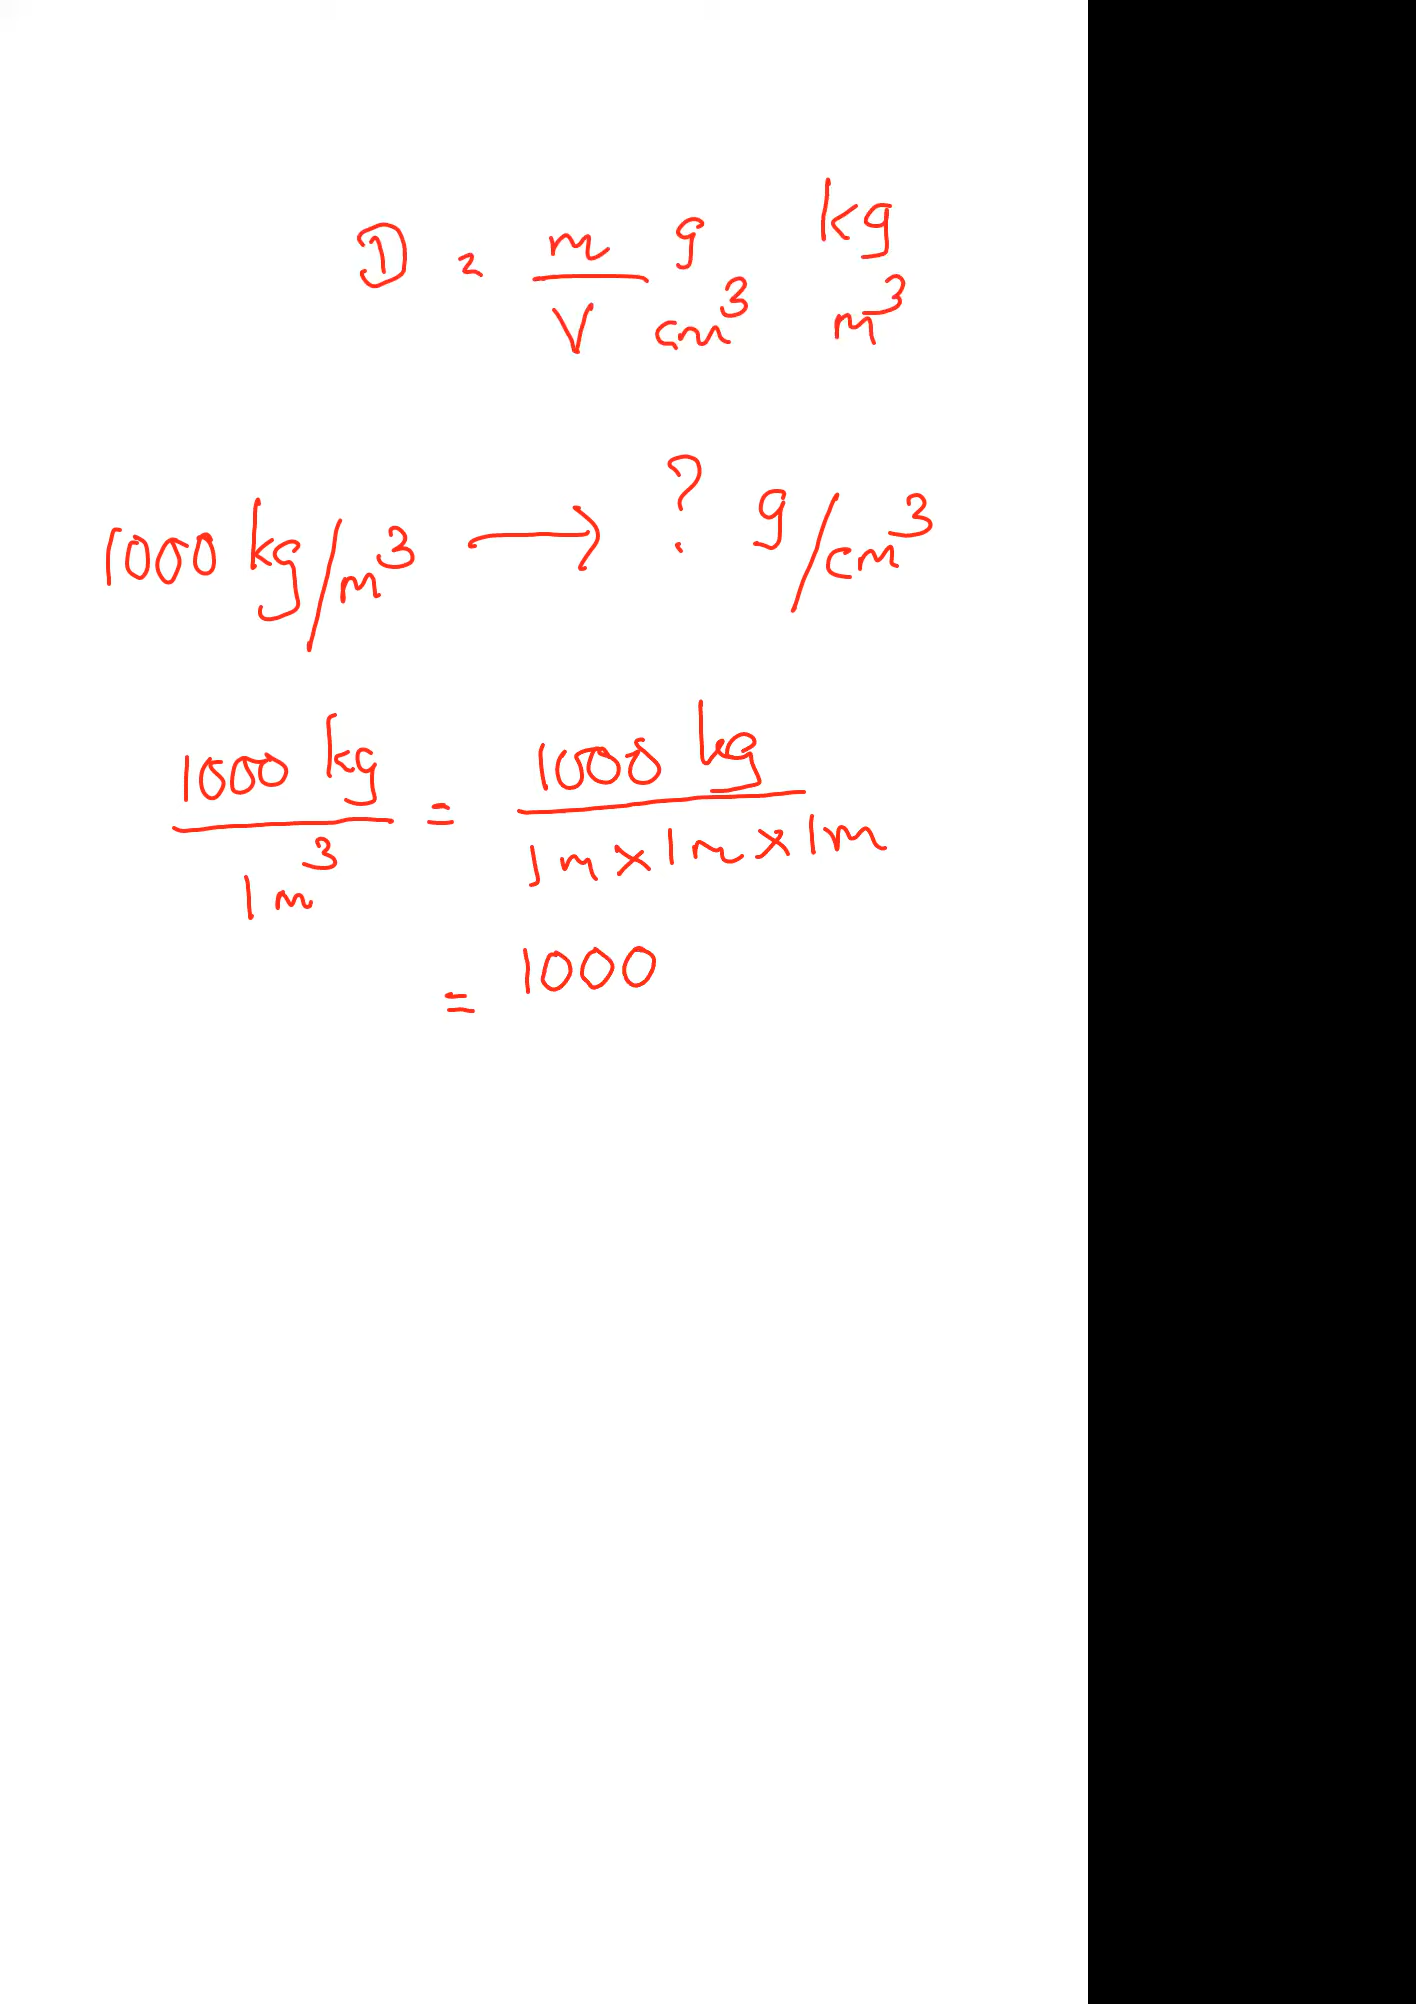 D = m/V g/cm³ kg/m³
1000 kg/m³ → ? g/cm³
1000 kg/1m³ = 1000 kg/1m × 1m × 1m
= 1000